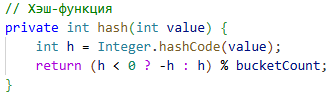 // Хэш-функция
private int hash(int value) {
    int h = Integer.hashCode(value);
    return (h < 0 ? -h : h) % bucketCount;
}